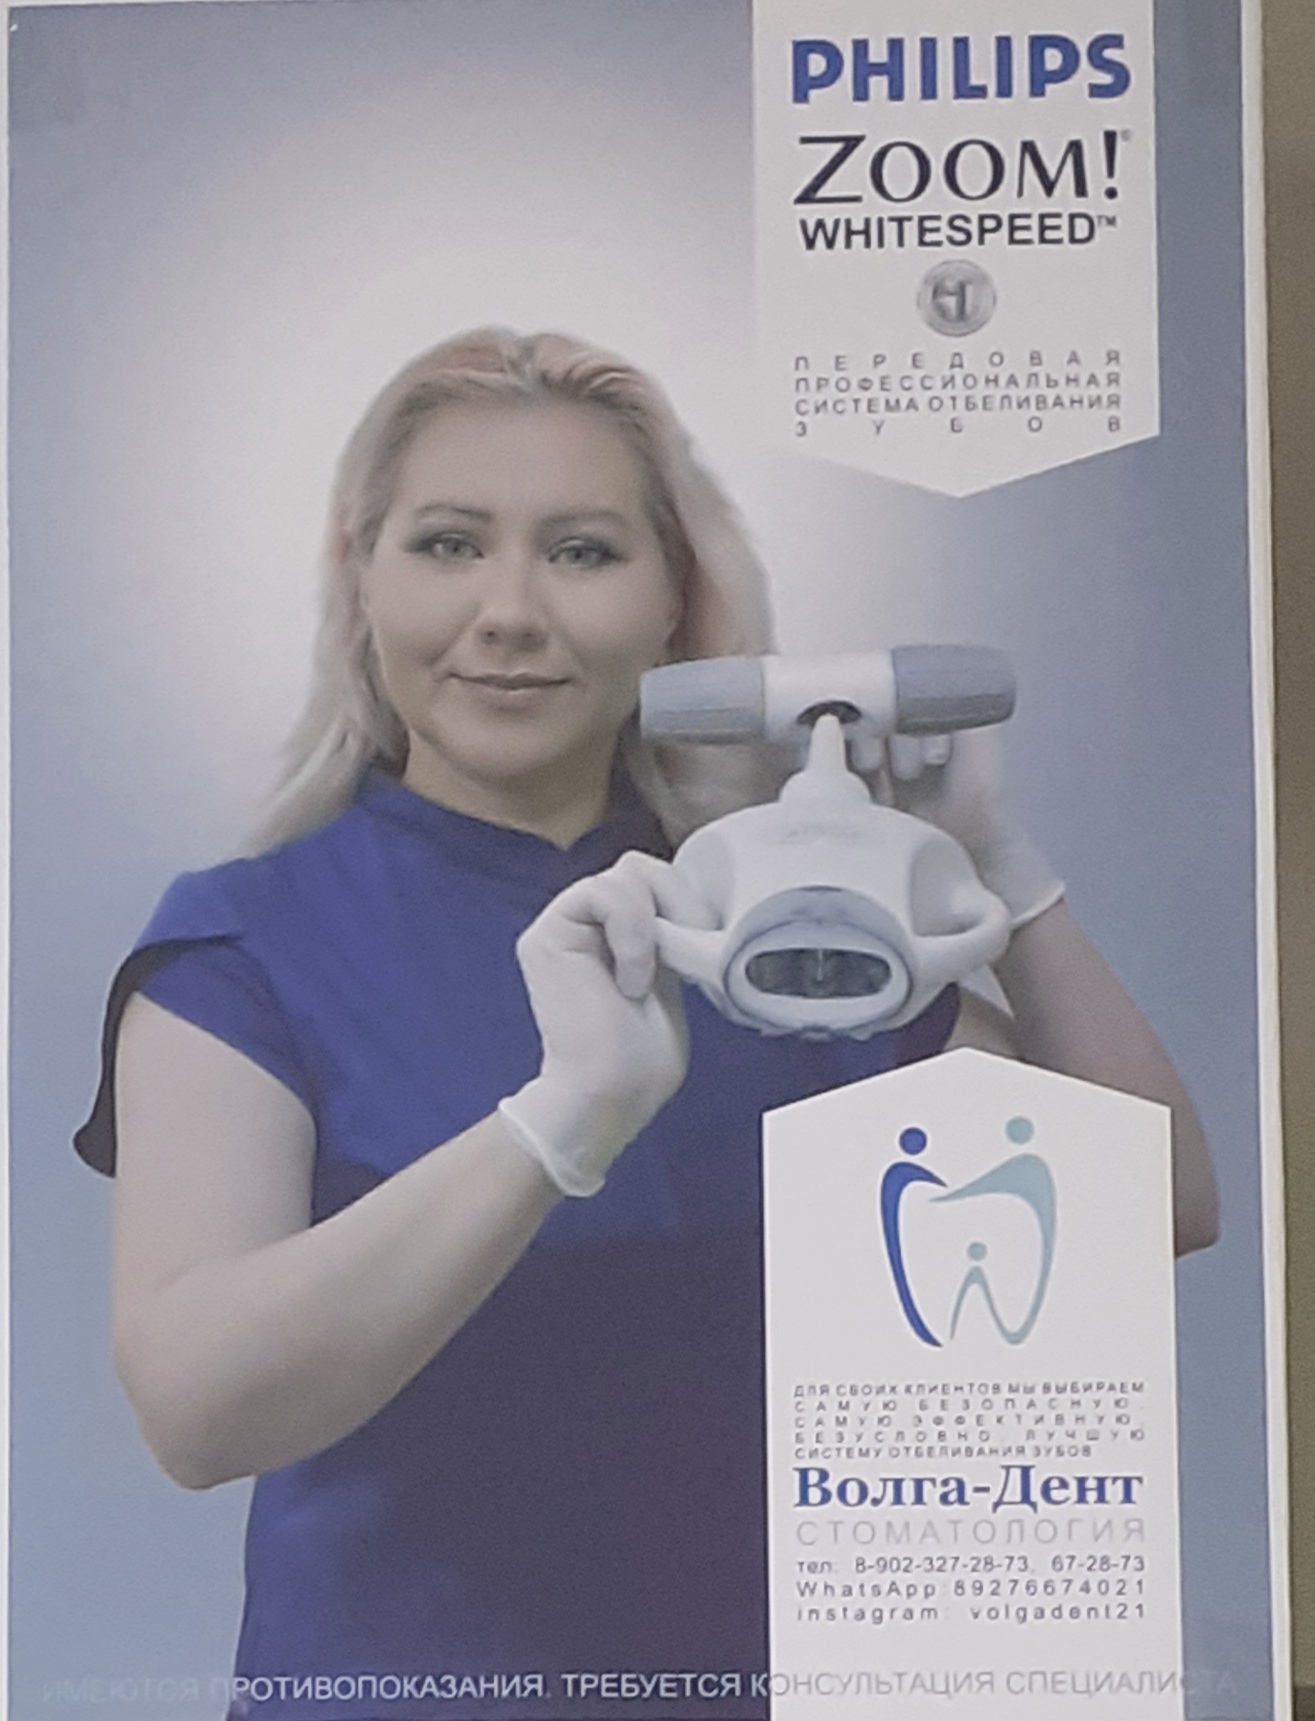 PHILIPS
ZOOM!®
WHITESPEED™
ПЕРЕДОВАЯ
ПРОФЕССИОНАЛЬНАЯ
СИСТЕМА ОТБЕЛИВАНИЯ
ЗУБОВ
ДЛЯ СВОИХ КЛИЕНТОВ МЫ ВЫБИРАЕМ
САМУЮ БЕЗОПАСНУЮ,
САМУЮ ЭФФЕКТИВНУЮ,
БЕЗУСЛОВНО ЛУЧШУЮ
СИСТЕМУ ОТБЕЛИВАНИЯ ЗУБОВ
Волга-Дент
СТОМАТОЛОГИЯ
тел: 8-902-327-28-73, 67-28-73
WhatsApp 89276674021
instagram: volgadent21
ИМЕЮТСЯ ПРОТИВОПОКАЗАНИЯ. ТРЕБУЕТСЯ КОНСУЛЬТАЦИЯ СПЕЦИАЛИСТА